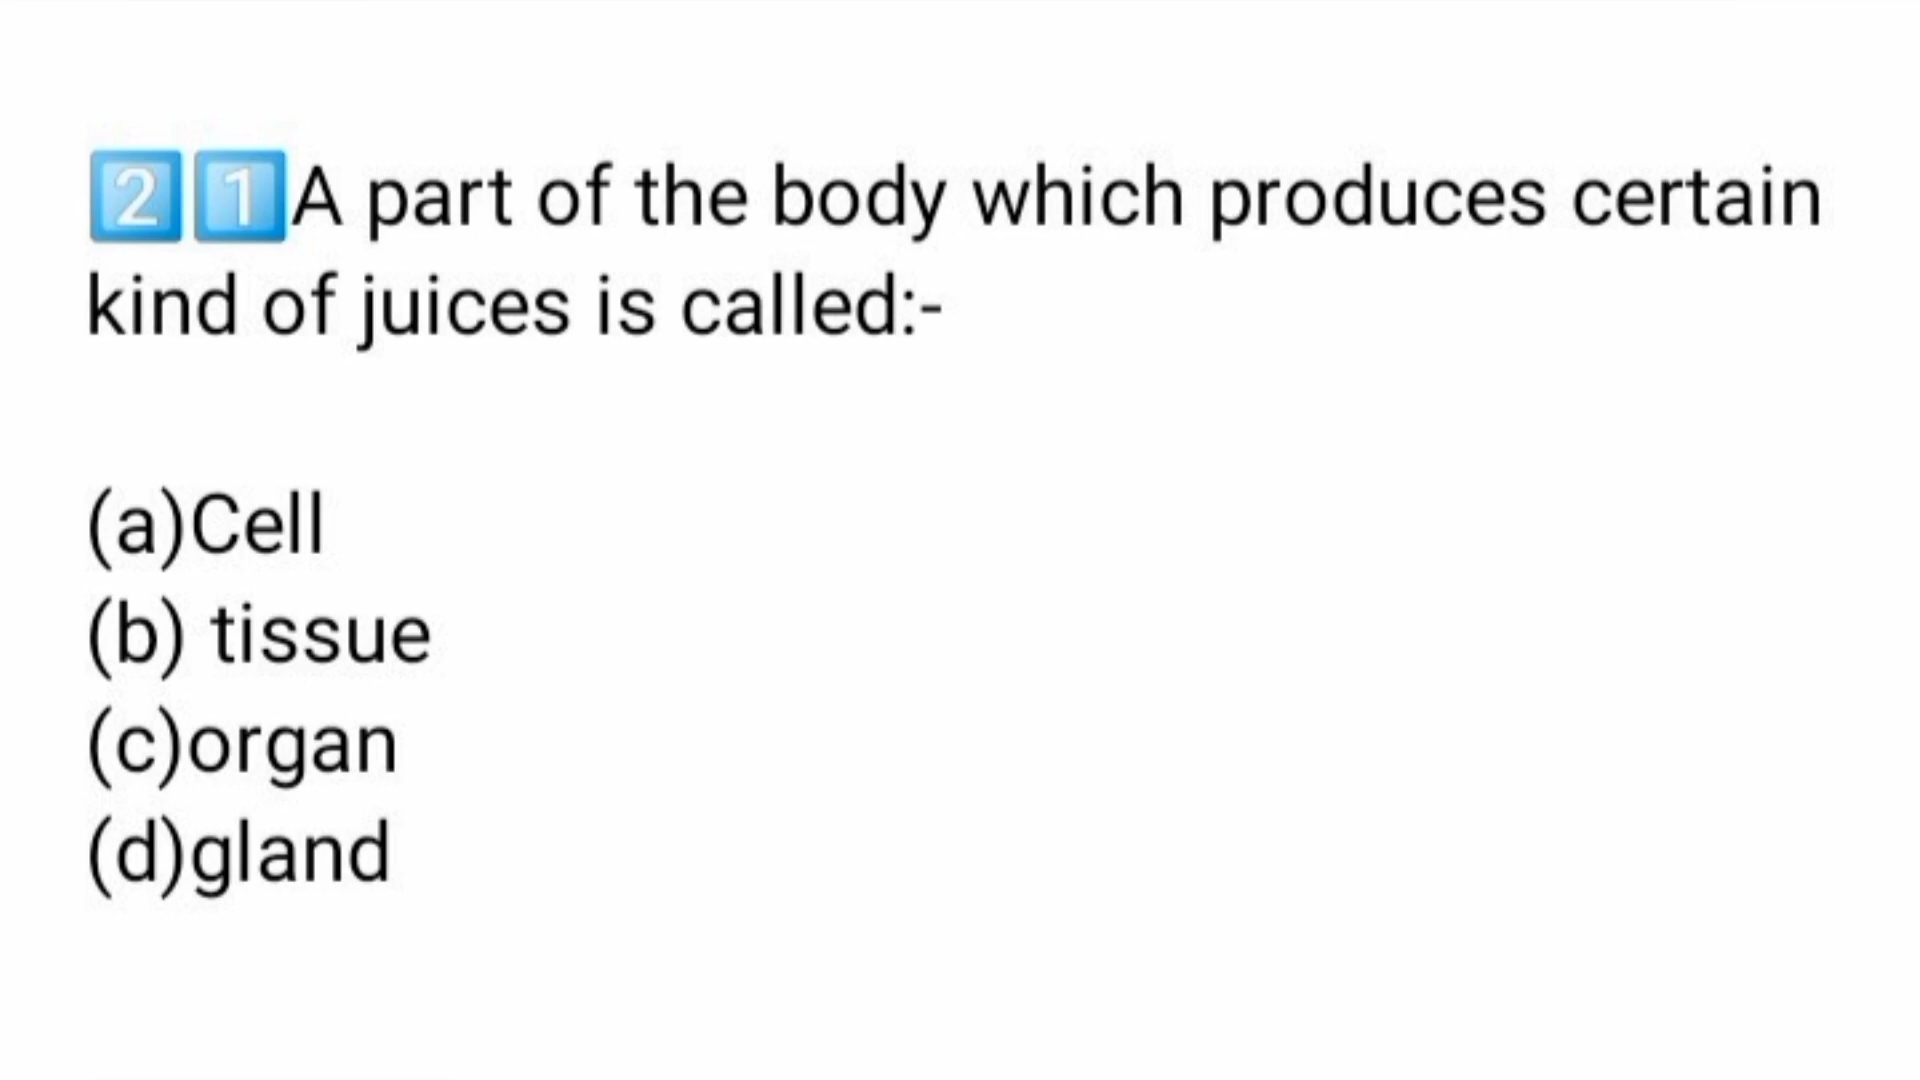 2️⃣1️⃣A part of the body which produces certain
kind of juices is called:-
(a)Cell
(b) tissue
(c)organ
(d)gland